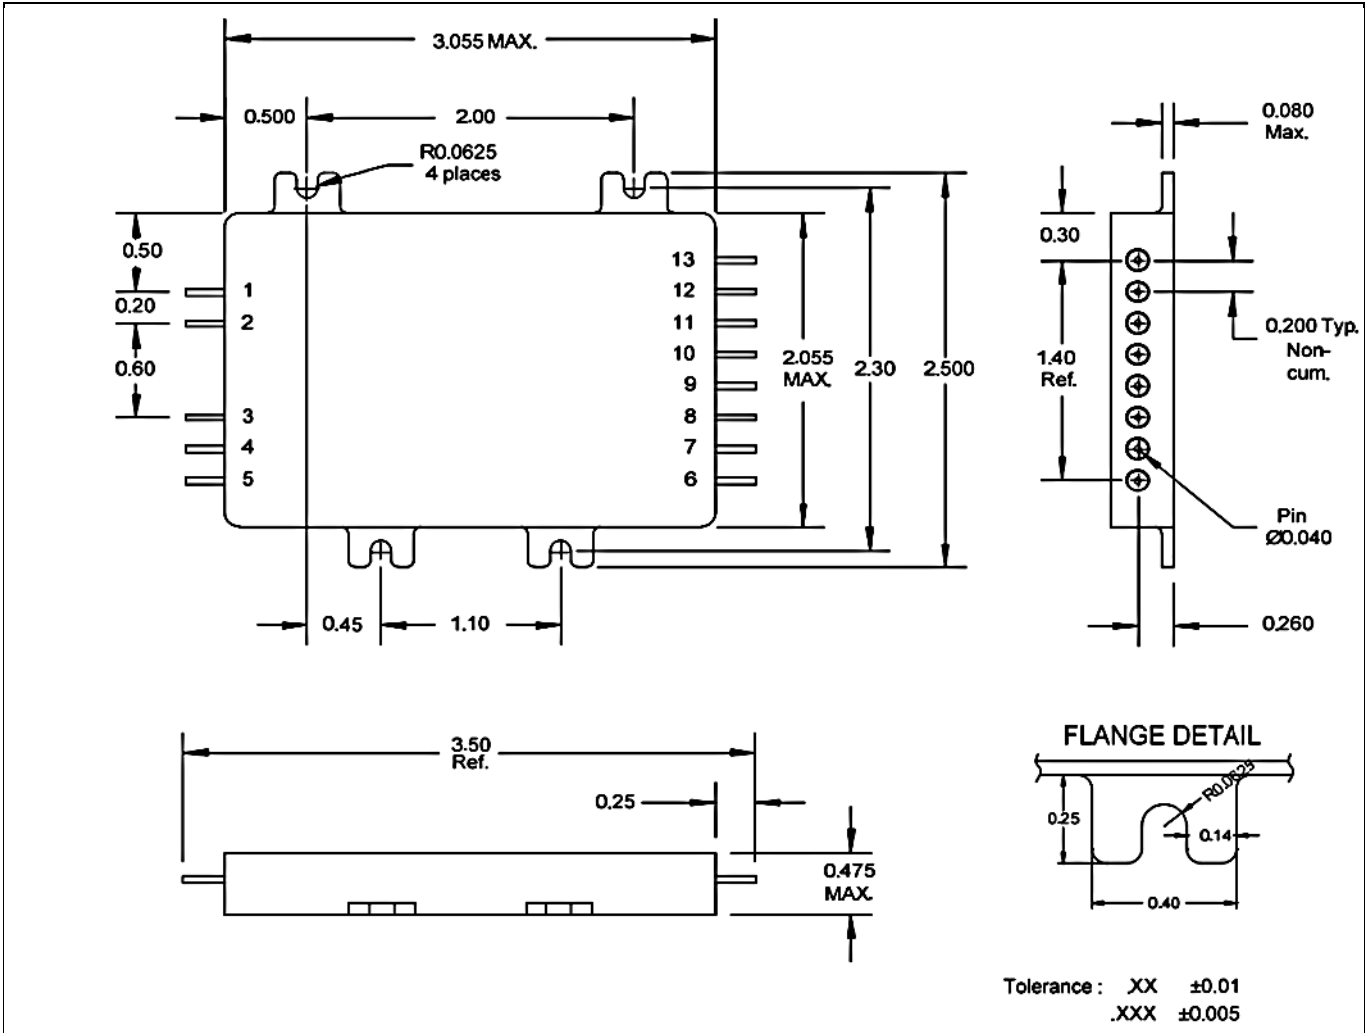 3.055 MAX.
0.500
2.00
R0.0625
4 places
0.080
Max.
0.50
0.20
0.60
1
2
3
4
5
13
12
11
10
9
8
7
6
2.055
MAX.
2.30
2.500
0.30
1.40
Ref.
0.200 Typ.
Non-
cum.
Pin
Ø0.040
0.45
1.10
0.260
3.50
Ref.
0.25
0.475
MAX.
FLANGE DETAIL
R0.0625
0.25
0.14
0.40
Tolerance : .XX ±0.01
.XXX ±0.005